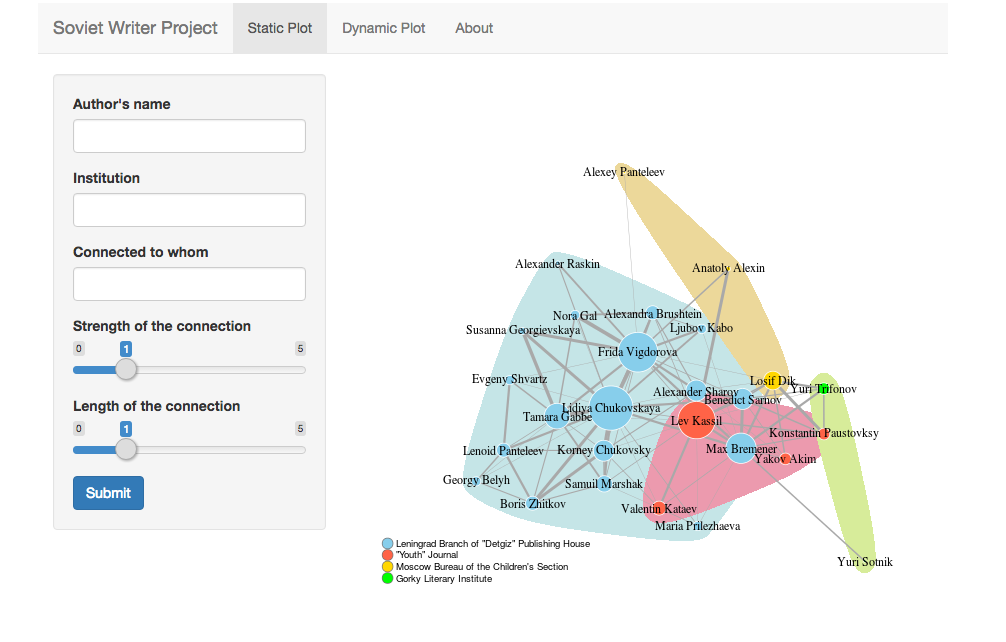 Soviet Writer Project Static Plot Dynamic Plot About
Author's name
Institution
Connected to whom
Strength of the connection
0 1 5
Length of the connection
0 1 5
Submit
Alexey Panteleev
Alexander Raskin
Anatoly Alexin
Nora Gal
Alexandra Brushtein
Susanna Georgievskaya
Ljubov Kabo
Frida Vigdorova
Evgeny Shvartz
Losif Dik
Yuri Trifonov
Alexander Sharov
Benedict Sarnov
Lidiya Chukovskaya
Tamara Gabbe
Lev Kassil
Konstantin Paustovksy
Lenoid Panteleev
Korney Chukovsky
Max Bremener
Yakov Akim
Georgy Belyh
Samuil Marshak
Boris Zhitkov
Valentin Kataev
Maria Prilezhaeva
Yuri Sotnik
Leningrad Branch of "Detgiz" Publishing House
"Youth" Journal
Moscow Bureau of the Children's Section
Gorky Literary Institute